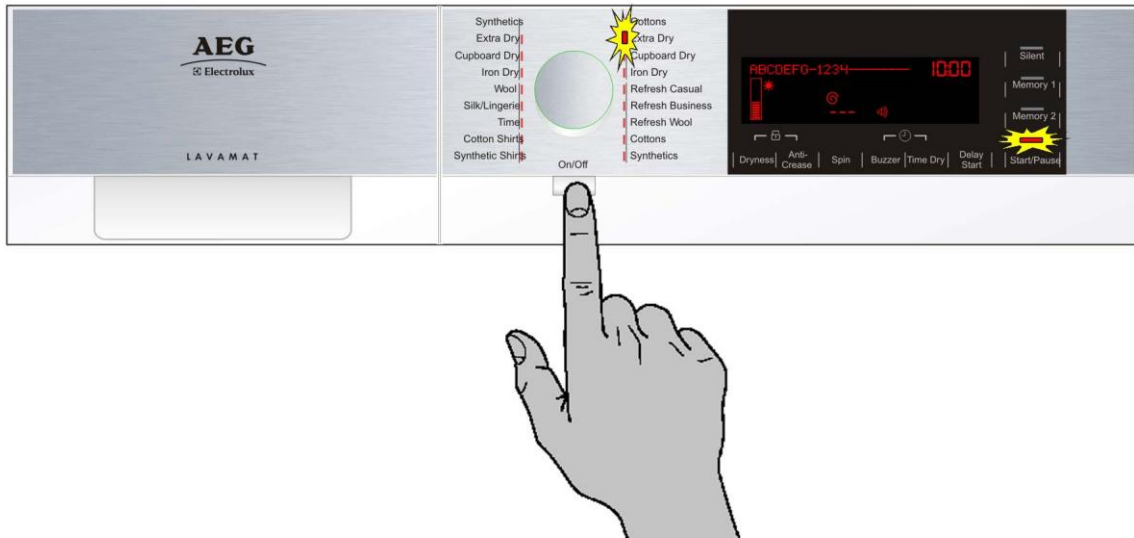 AEG
Electrolux
LAVAMAT
Synthetics
Extra Dry
Cupboard Dry
Iron Dry
Wool
Silk/Lingerie
Time
Cotton Shirts
Synthetic Shirts
On/Off
Cottons
Extra Dry
Cupboard Dry
Iron Dry
Refresh Casual
Refresh Business
Refresh Wool
Cottons
Synthetics
ABCDEFG-1234 10:00
Dryness
Anti-
Crease
Spin
Buzzer
Time Dry
Delay
Start
Silent
Memory 1
Memory 2
Start/Pause